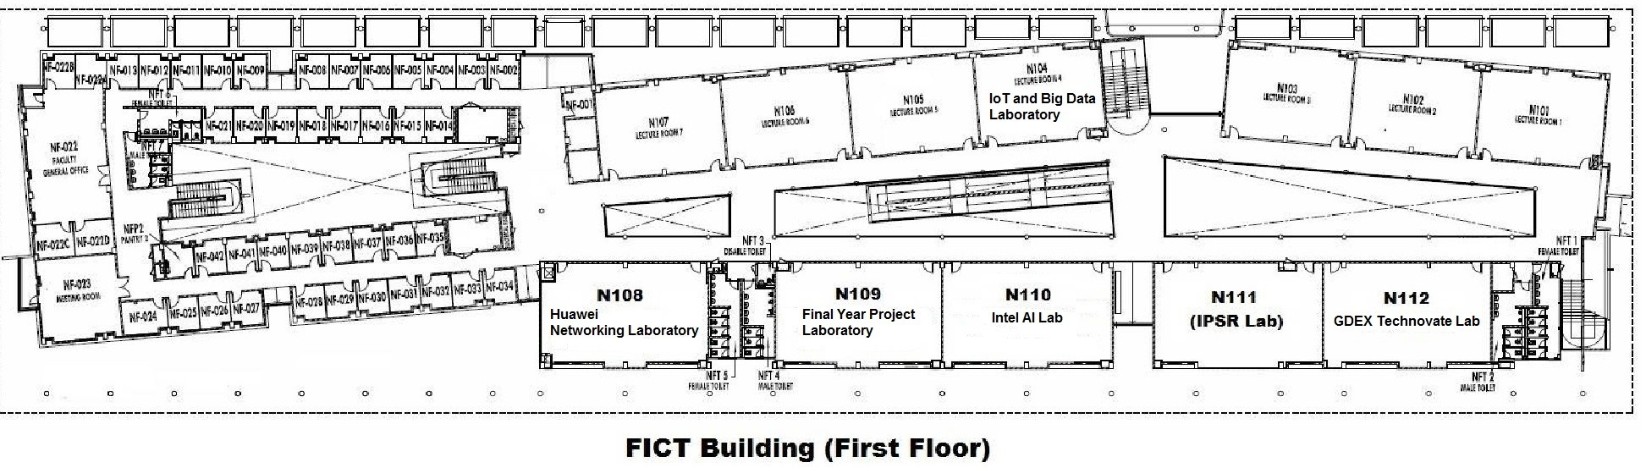 NF-022B
NF-022A
NF-013
NF-012
NF-011
NF-010
NF-009
NF-008
NF-007
NF-006
NF-005
NF-004
NF-003
NF-002
NFT 6
FEMALE TOILET
NF-021
NF-020
NF-019
NF-018
NF-017
NF-016
NF-015
NF-014
NF-001
N107
LECTURE ROOM 7
N106
LECTURE ROOM 6
N105
LECTURE ROOM 5
N104
LECTURE ROOM 4
IoT and Big Data
Laboratory
N103
LECTURE ROOM 3
N102
LECTURE ROOM 2
N101
LECTURE ROOM 1
NF-022
FACULTY
GENERAL OFFICE
MALE
NF-022C
NF-022D
NFP2
PANTRY 2
NF-042
NF-041
NF-040
NF-039
NF-038
NF-037
NF-036
NF-035
NF-023
MEETING ROOM
NF-024
NF-025
NF-026
NF-027
NF-028
NF-029
NF-030
NF-031
NF-032
NF-033
NF-034
N108
Huawei
Networking Laboratory
NFT 3
DISABLE TOILET
NFT 5
FEMALE TOILET
NFT 4
MALE TOILET
N109
Final Year Project
Laboratory
N110
Intel AI Lab
N111
(IPSR Lab)
N112
GDEX Technovate Lab
NFT 1
FEMALE TOILET
NFT 2
MALE TOILET
FICT Building (First Floor)